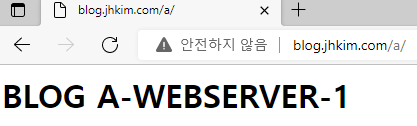 blog.jhkim.com/a/
안전하지 않음 | blog.jhkim.com/a/
BLOG A-WEBSERVER-1